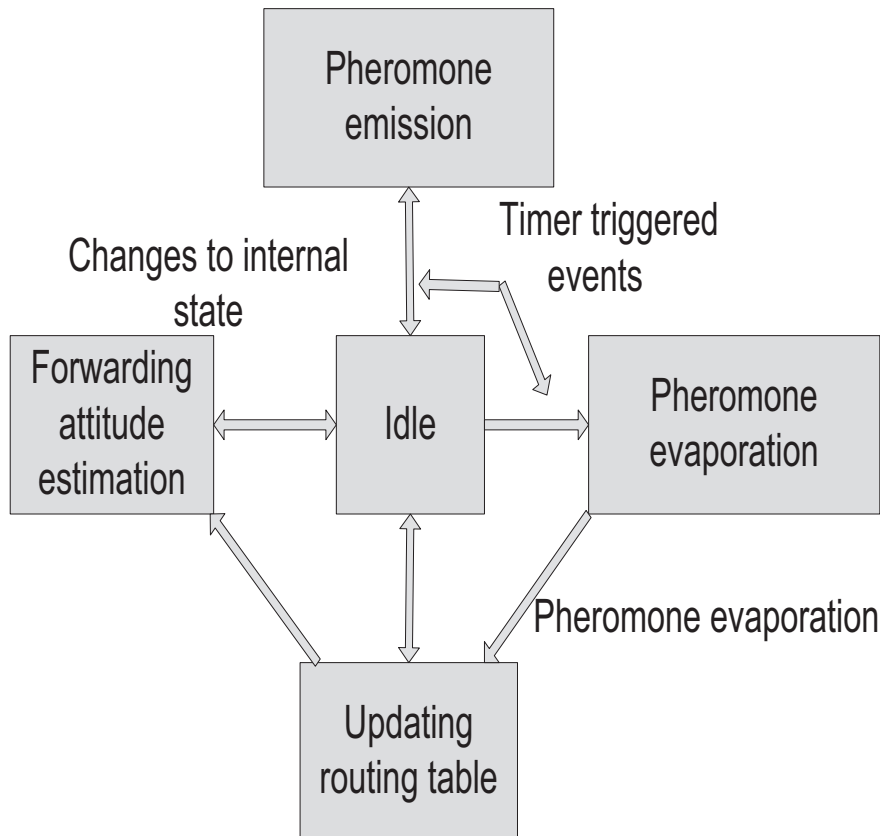 Pheromone
emission
Timer triggered
events
Changes to internal
state
Forwarding
attitude
estimation
Idle
Pheromone
evaporation
Pheromone evaporation
Updating
routing table